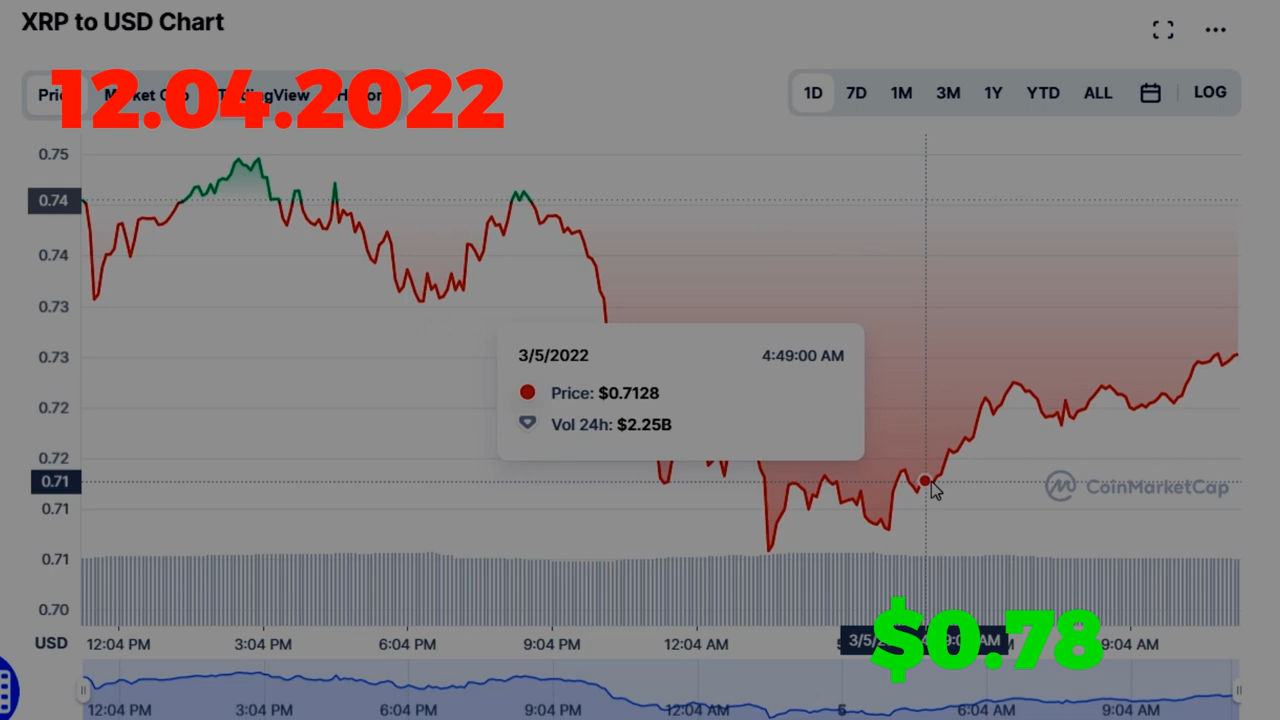 XRP to USD Chart
12.04.2022
1D 7D 1M 3M 1Y YTD ALL LOG
0.75
0.74
0.74
0.73
0.73
0.72
0.72
0.71
0.71
0.71
0.70
3/5/2022 4:49:00 AM
Price: $0.7128
Vol 24h: $2.25B
CoinMarketCap
$0.78
USD 12:04 PM 3:04 PM 6:04 PM 9:04 PM 12:04 AM 9:04 AM
12:04 PM 3:04 PM 6:04 PM 9:04 PM 12:04 AM 5 6:04 AM 9:04 AM